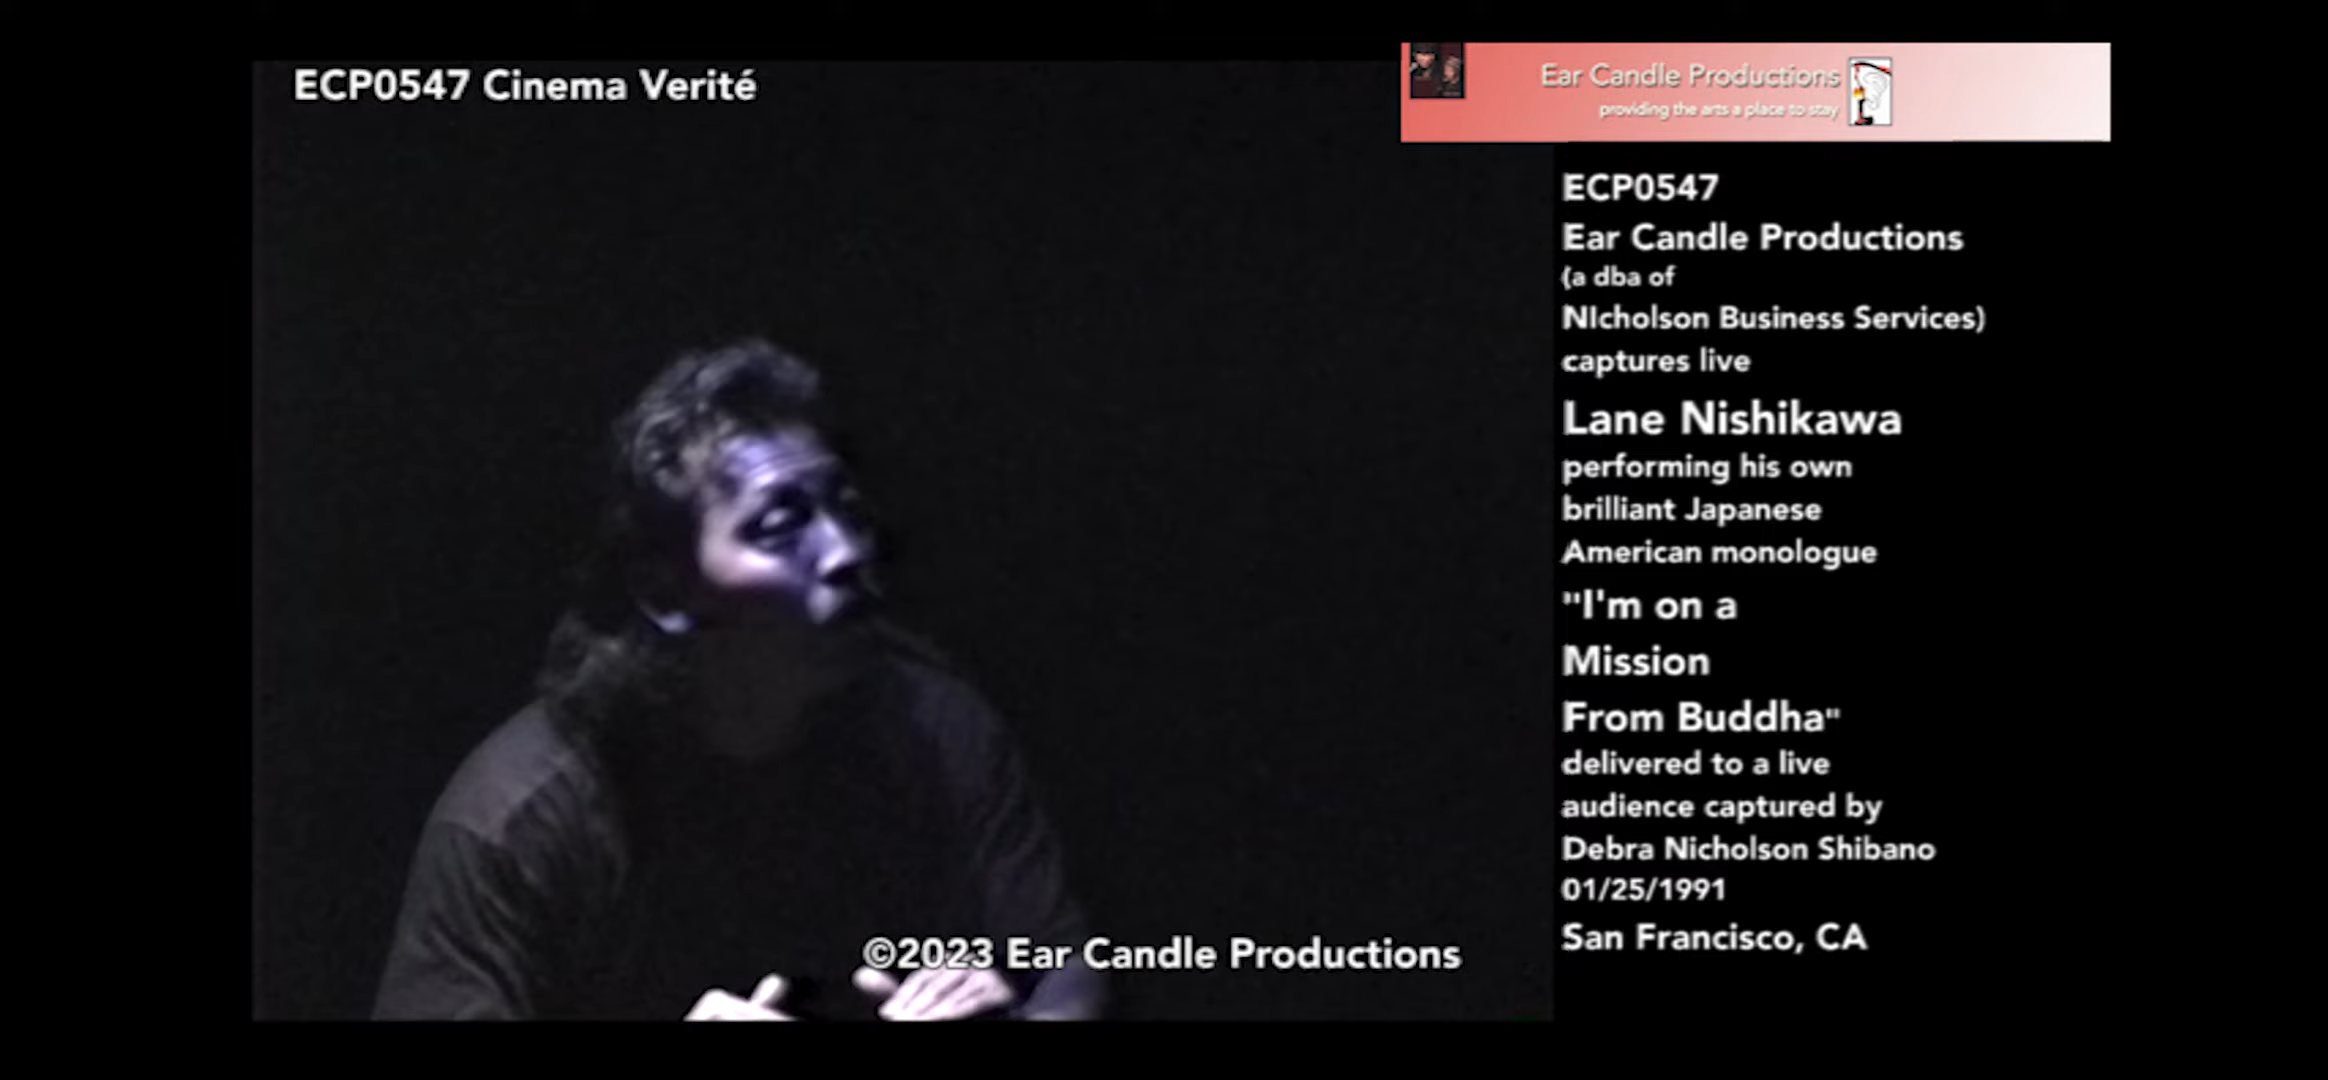 ECP0547 Cinema Verité
Ear Candle Productions
providing the arts a place to stay
ECP0547
Ear Candle Productions
(a dba of
NIcholson Business Services)
captures live
Lane Nishikawa
performing his own
brilliant Japanese
American monologue
"I'm on a
Mission
From Buddha"
delivered to a live
audience captured by
Debra Nicholson Shibano
01/25/1991
San Francisco, CA
©2023 Ear Candle Productions